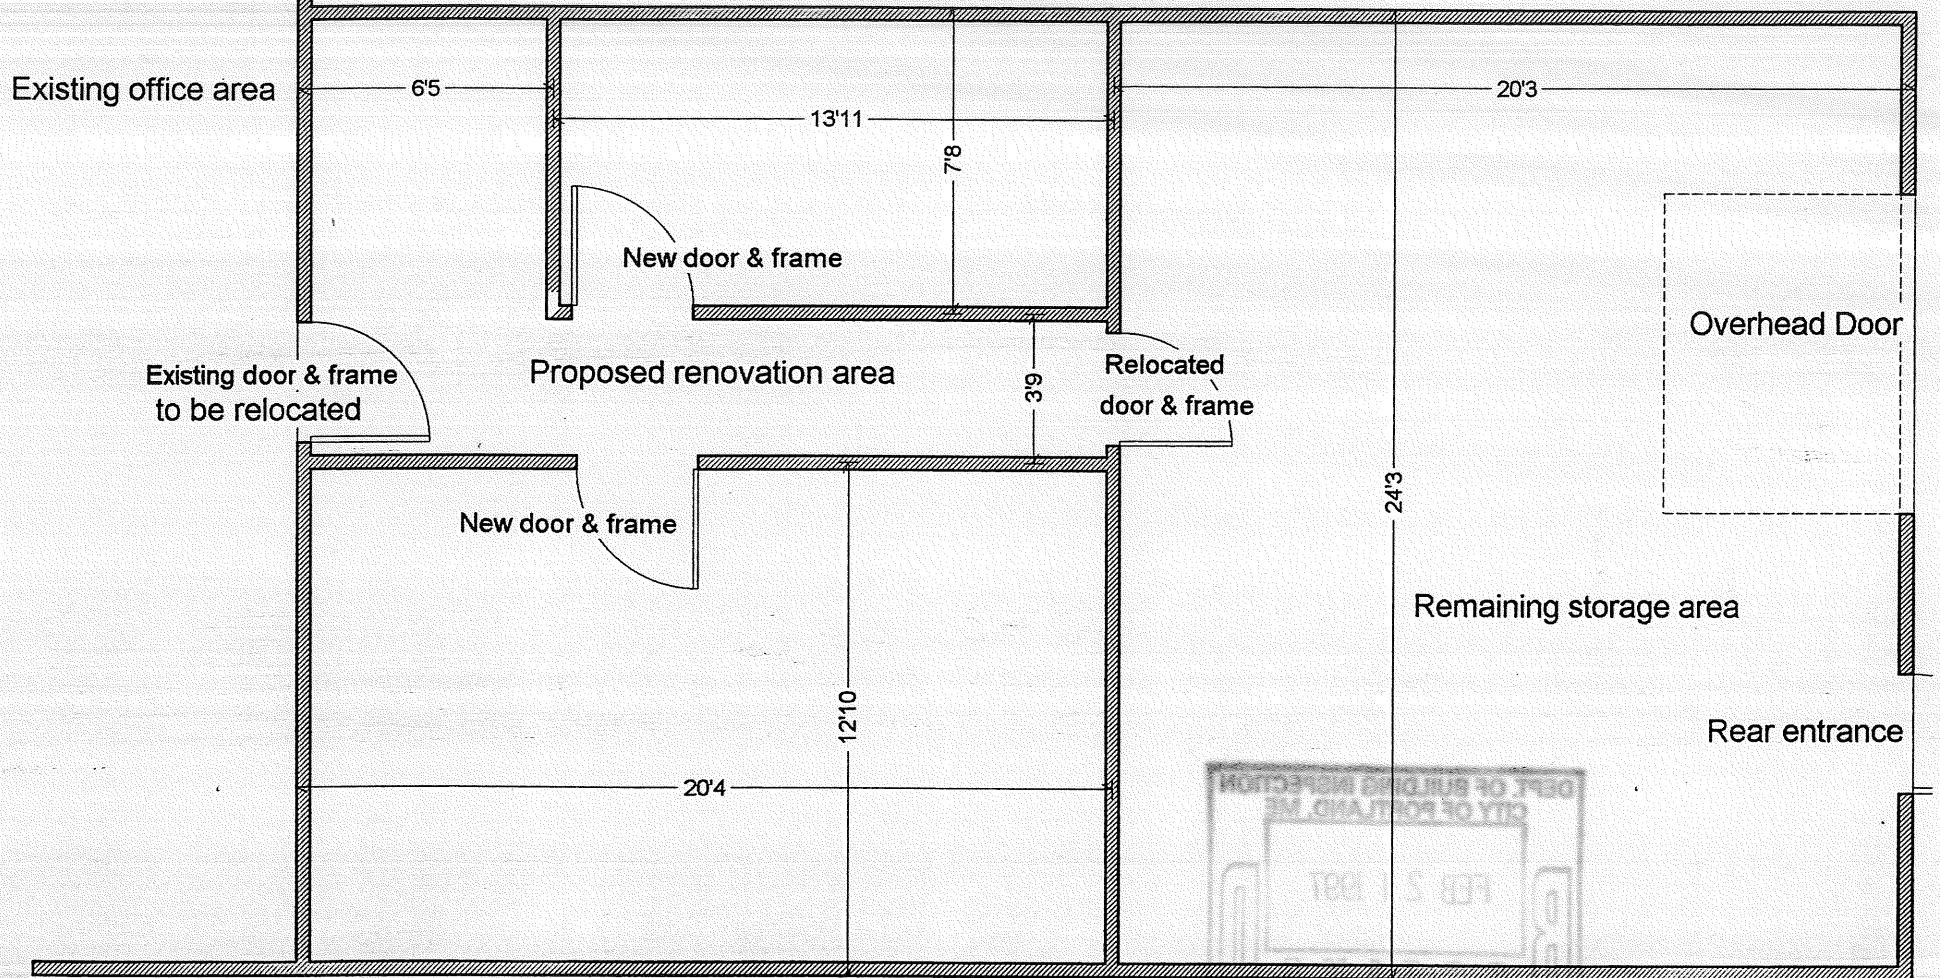 Existing office area
6'5
13'11
7'8
20'3
New door & frame
Overhead Door
Existing door & frame
to be relocated
Proposed renovation area
3'9
Relocated
door & frame
24'3
New door & frame
Remaining storage area
12'10
Rear entrance
20'4
DEPT. OF BUILDING INSPECTION
CITY OF PORTLAND, ME
FEB 21 1997